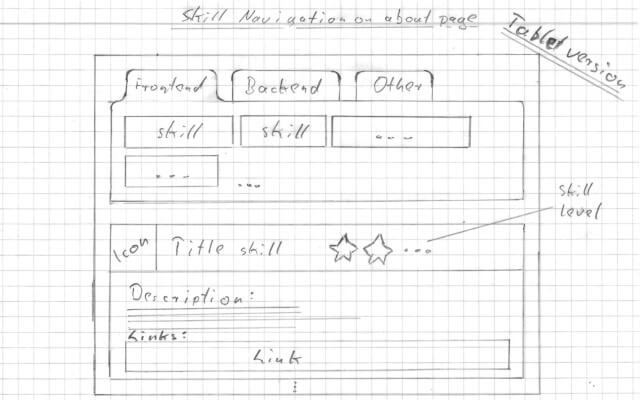 Skill Navigation on about page
Tablet version
Frontend Backend Other
skill skill ...
... ...
skill level
Icon Title skill ...
Description:
Links:
Link